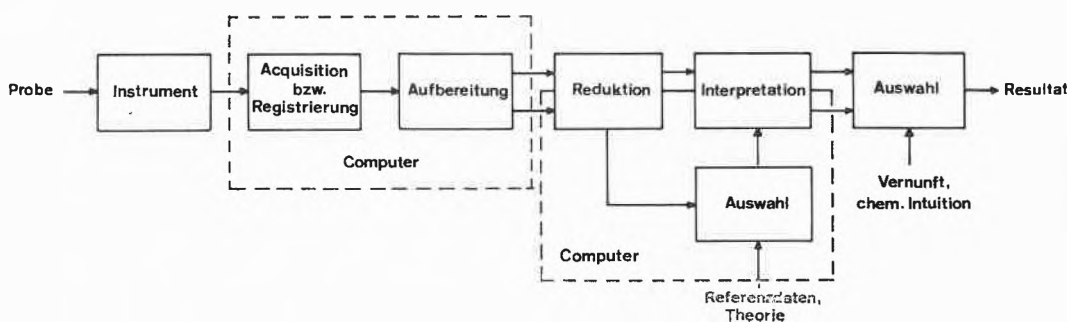 Probe
Instrument
Acquisition
bzw.
Registrierung
Aufbereitung
Computer
Reduktion
Interpretation
Auswahl
Resultat
Vernunft,
chem. Intuition
Auswahl
Computer
Referenzdaten,
Theorie